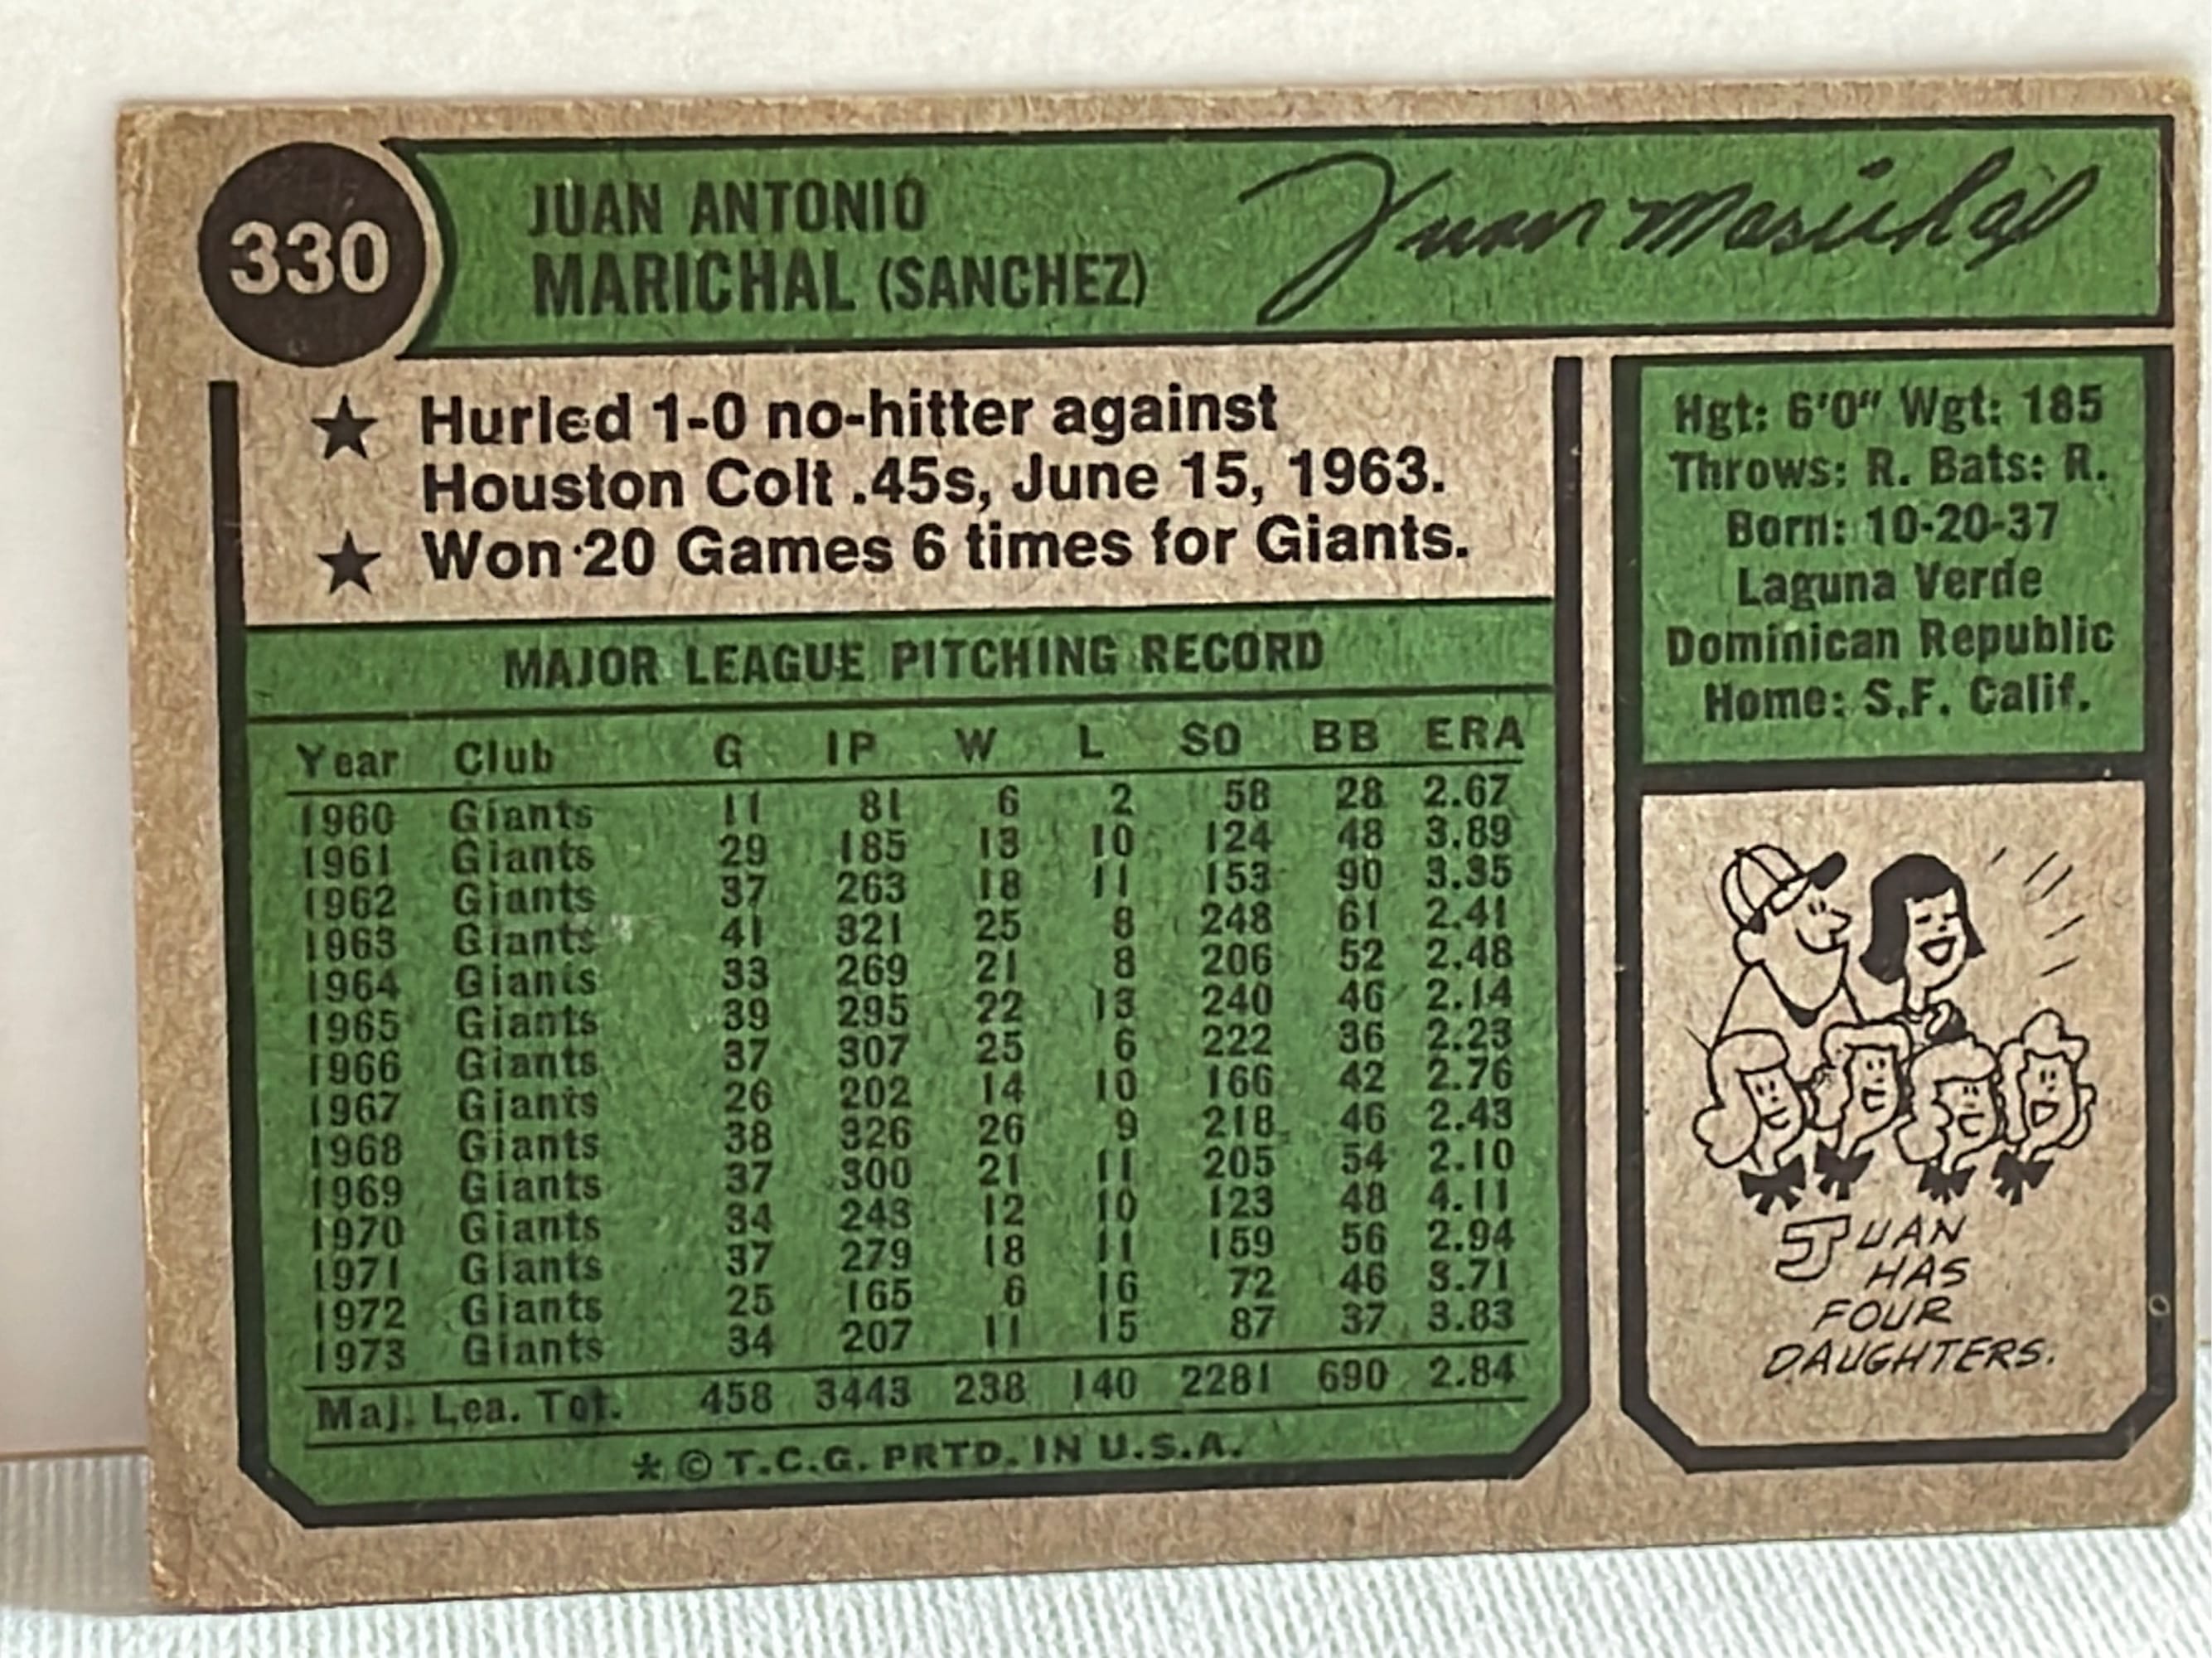 330
JUAN ANTONIO
MARICHAL (SANCHEZ)
Juan Marichal
★ Hurled 1-0 no-hitter against
Houston Colt .45s, June 15, 1963.
★ Won 20 Games 6 times for Giants.
MAJOR LEAGUE PITCHING RECORD
Year Club G IP W L SO BB ERA
1960 Giants 11 81 6 2 58 28 2.67
1961 Giants 29 185 13 10 124 48 3.89
1962 Giants 37 263 18 11 153 90 3.35
1963 Giants 41 321 25 8 248 61 2.41
1964 Giants 33 269 21 8 206 52 2.48
1965 Giants 39 295 22 13 240 46 2.14
1966 Giants 37 307 25 6 222 36 2.23
1967 Giants 26 202 14 10 166 42 2.76
1968 Giants 38 326 26 9 218 46 2.43
1969 Giants 37 300 21 11 205 54 2.10
1970 Giants 34 243 12 10 123 48 4.11
1971 Giants 37 279 18 11 159 56 2.94
1972 Giants 25 165 6 16 72 46 3.71
1973 Giants 34 207 11 15 87 37 3.83
Maj. Lea. Tot. 458 3443 238 140 2281 690 2.84
* © T.C.G. PRTD. IN U.S.A.
Hgt: 6'0" Wgt: 185
Throws: R. Bats: R.
Born: 10-20-37
Laguna Verde
Dominican Republic
Home: S.F. Calif.
JUAN
HAS
FOUR
DAUGHTERS.